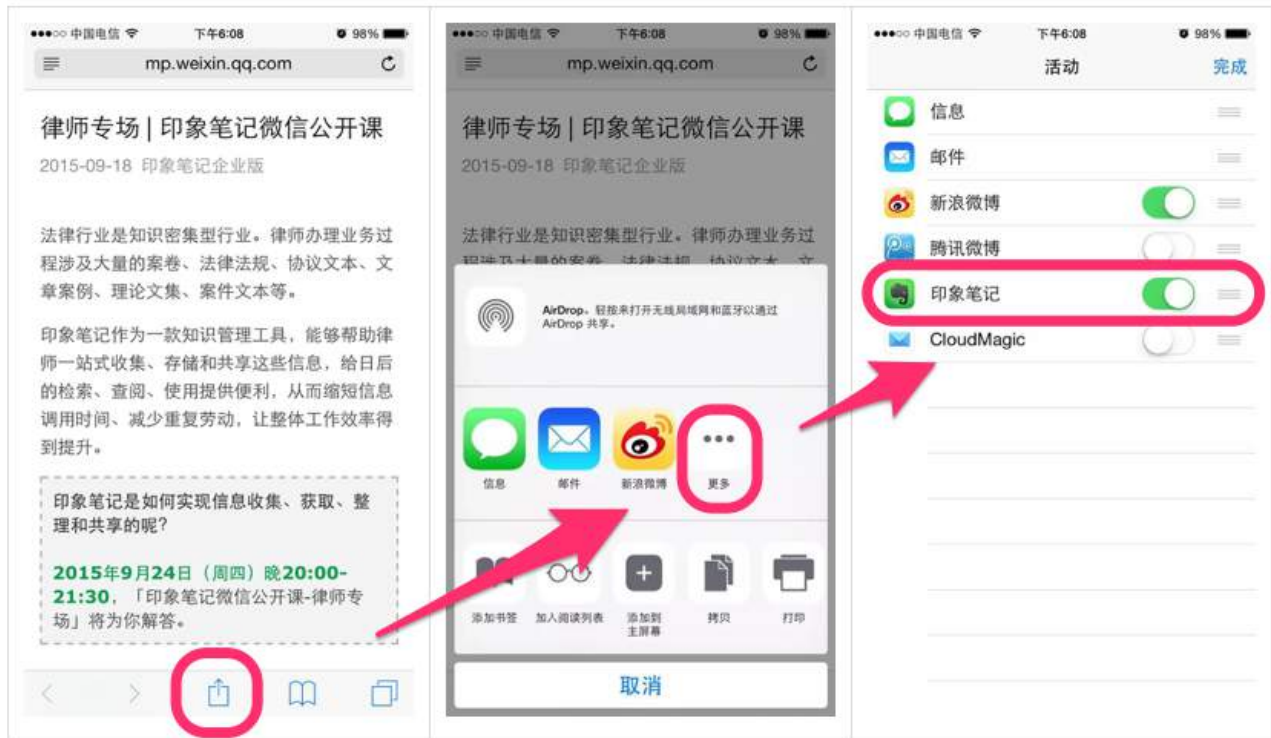 中国电信 下午6:08 98%
mp.weixin.qq.com
律师专场 | 印象笔记微信公开课
2015-09-18 印象笔记企业版
法律行业是知识密集型行业。律师办理业务过
程涉及大量的案卷、法律法规、协议文本、文
章案例、理论文集、案件文本等。
印象笔记作为一款知识管理工具，能够帮助律
师一站式收集、存储和共享这些信息，给日后
的检索、查阅、使用提供便利，从而缩短信息
调用时间、减少重复劳动，让整体工作效率得
到提升。
印象笔记是如何实现信息收集、获取、整
理和共享的呢？
2015年9月24日（周四）晚20:00-
21:30，「印象笔记微信公开课-律师专
场」将为你解答。
中国电信 下午6:08 98%
mp.weixin.qq.com
律师专场 | 印象笔记微信公开课
2015-09-18 印象笔记企业版
法律行业是知识密集型行业。律师办理业务过
程涉及大量的案卷、法律法规、协议文本、文
AirDrop。轻按来打开无线局域网和蓝牙以通过
AirDrop 共享。
信息 邮件 新浪微博 更多
添加书签 加入阅读列表 添加到 拷贝 打印
主屏幕
取消
中国电信 下午6:08 98%
活动 完成
信息
邮件
新浪微博
腾讯微博
印象笔记
CloudMagic